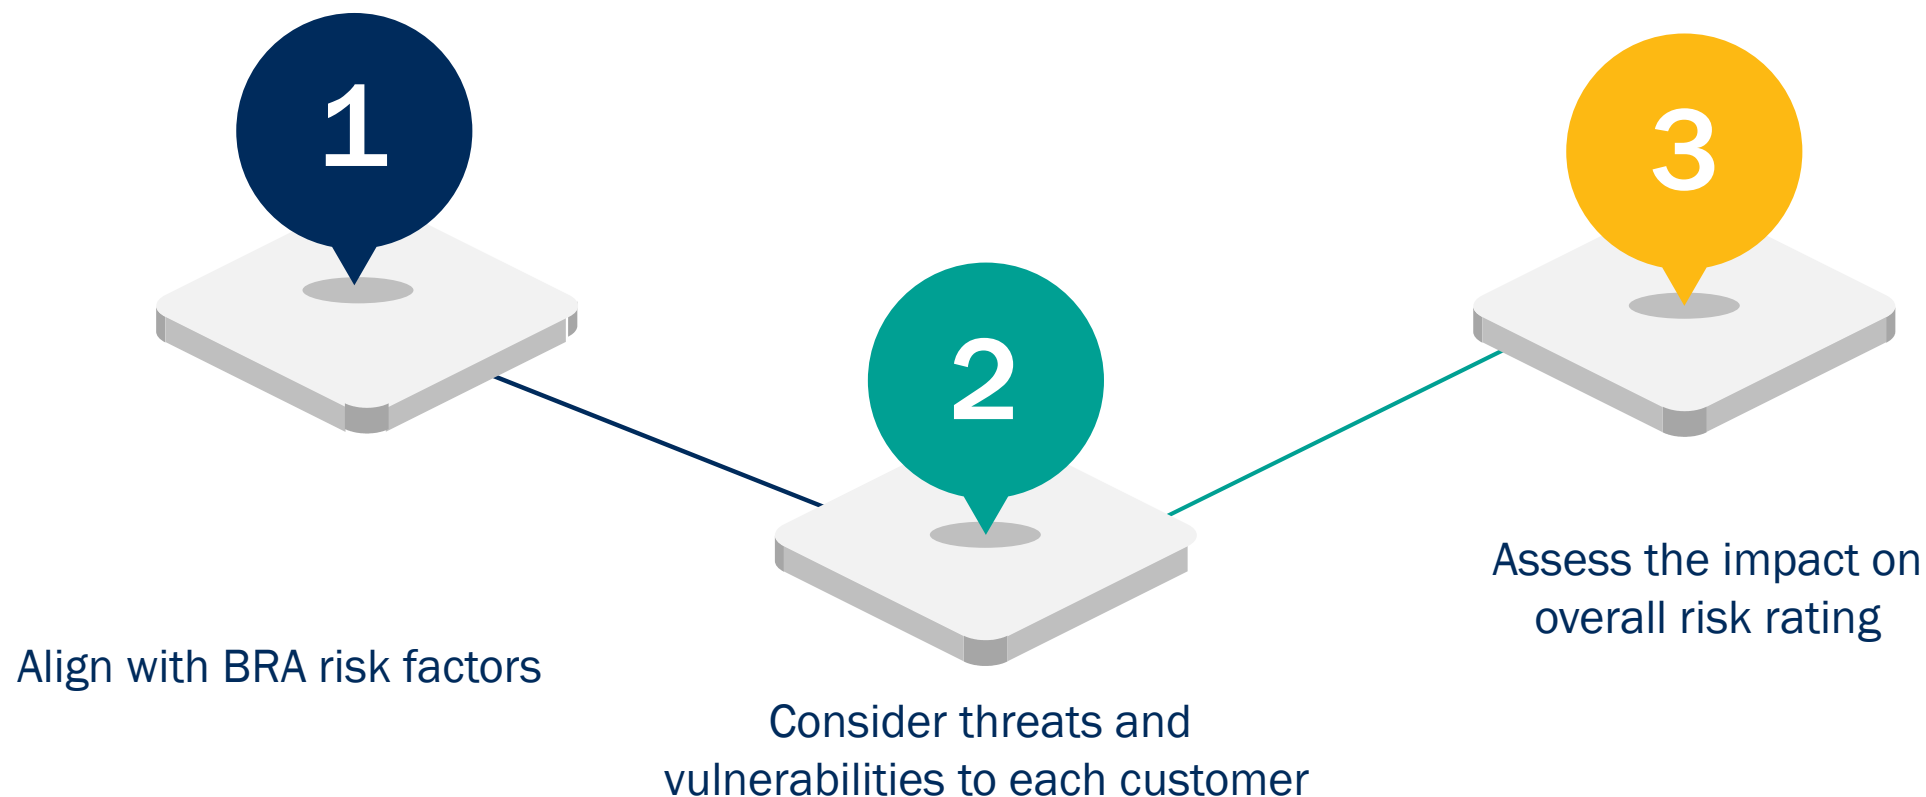 1
Align with BRA risk factors
2
Consider threats and
vulnerabilities to each customer
3
Assess the impact on
overall risk rating